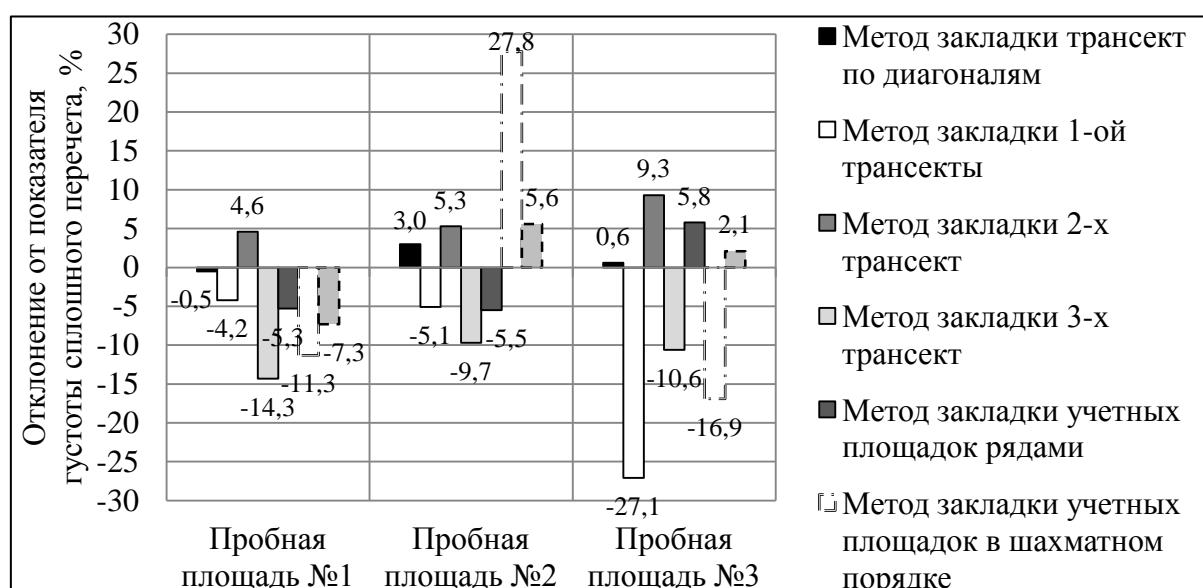 Отклонение от показателя
густоты сплошного перечета, %
30
25
20
15
10
5
0
-5
-10
-15
-20
-25
-30
-0,5
-4,2
4,6
-14,3
-5,3
-11,3
-7,3
3,0
-5,1
5,3
-9,7
-5,5
27,8
5,6
0,6
-27,1
9,3
-10,6
5,8
-16,9
2,1
Пробная
площадь №1
Пробная
площадь №2
Пробная
площадь №3
Метод закладки трансект
по диагоналям
Метод закладки 1-ой
трансекты
Метод закладки 2-х
трансект
Метод закладки 3-х
трансект
Метод закладки учетных
площадок рядами
Метод закладки учетных
площадок в шахматном
порядке